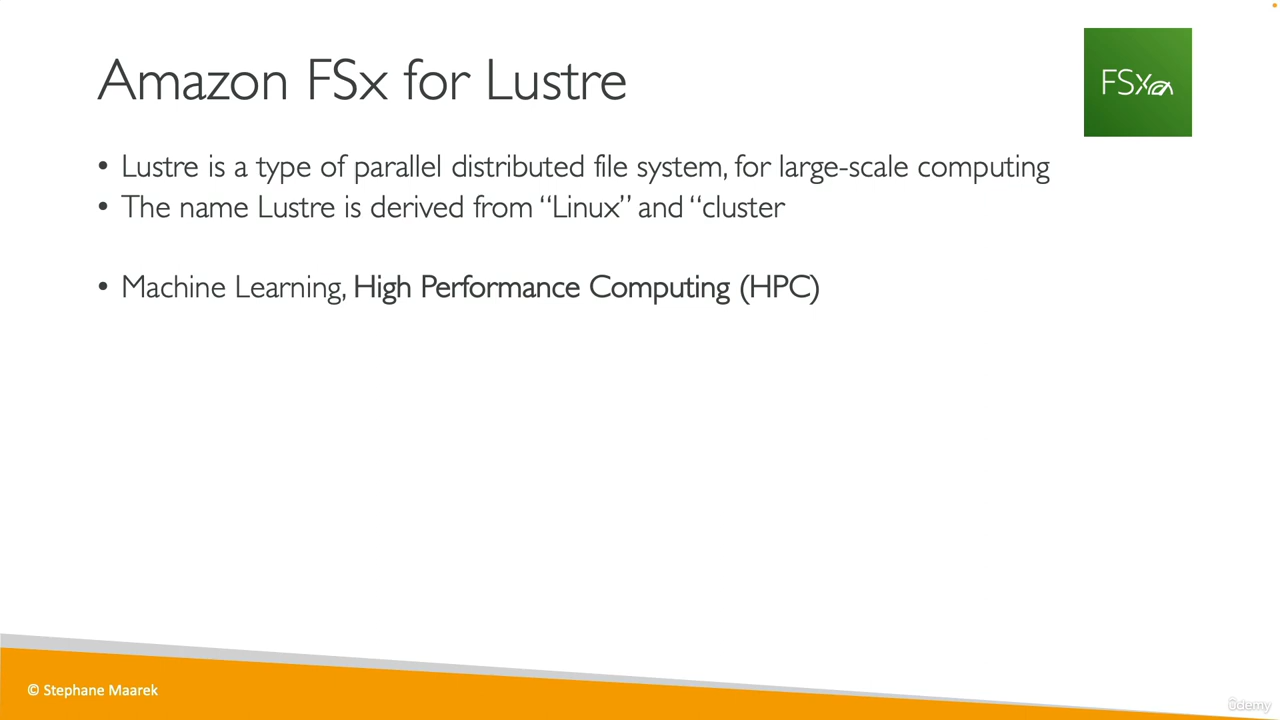 Amazon FSx for Lustre
FSx
• Lustre is a type of parallel distributed file system, for large-scale computing
• The name Lustre is derived from “Linux” and “cluster
• Machine Learning, High Performance Computing (HPC)
© Stephane Maarek
ûdemy